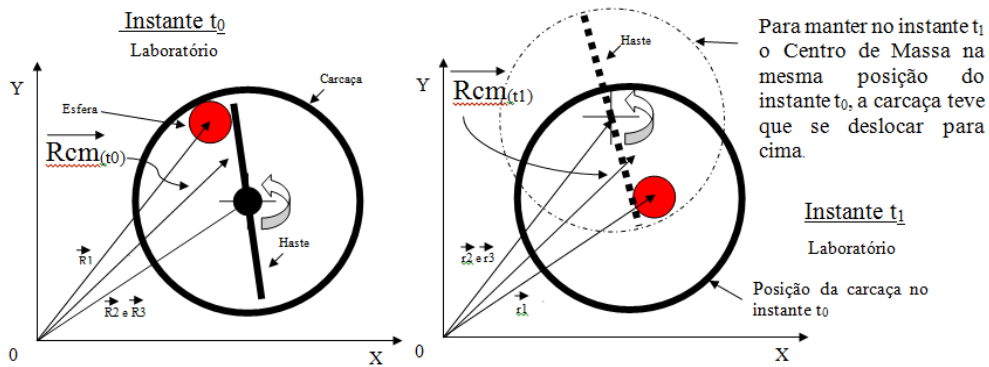 Instante t0
Laboratório
Y
Carcaça
Esfera
Rcm(t0)
Haste
R1
R2 e R3
0
X
Y
Haste
Rcm(t1)
Para manter no instante t1
o Centro de Massa na
mesma posição do
instante t0, a carcaça teve
que se deslocar para
cima.
Instante t1
Laboratório
r2 e r3
r1
Posição da carcaça no
instante t0
0
X